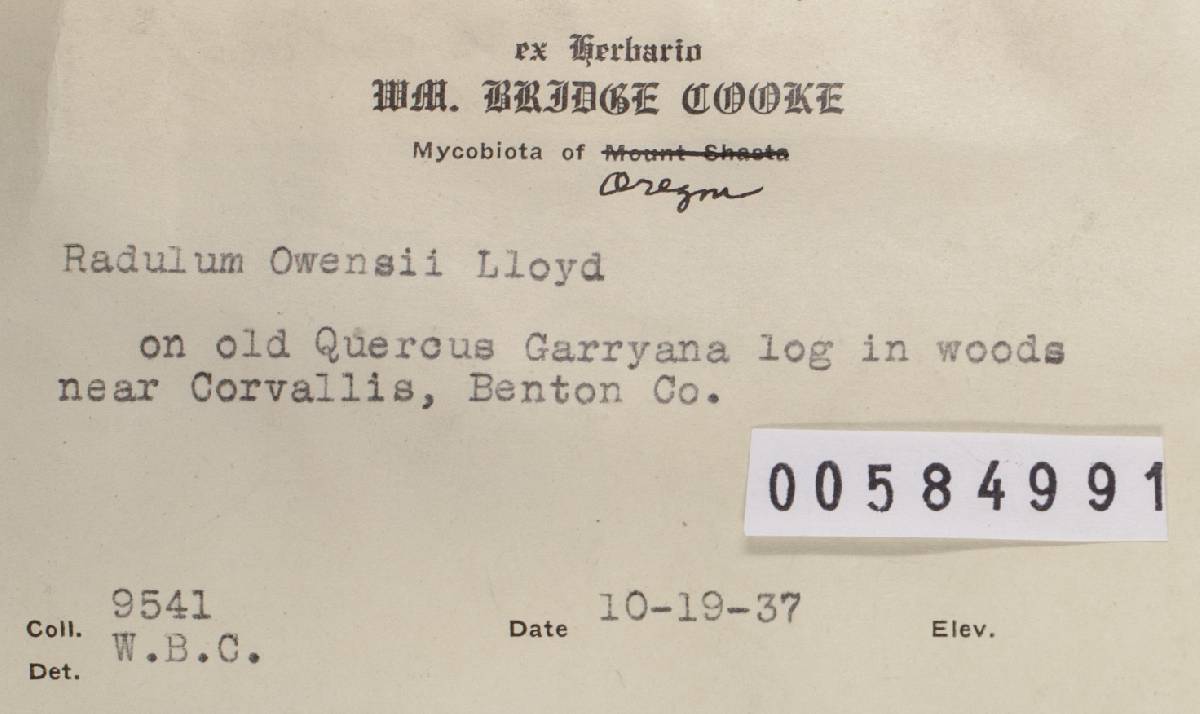 ex Herbario
WM. BRIDGE COOKE
Mycobiota of Mount Shasta
Oregon
Radulum Owensii Lloyd
on old Quercus Garryana log in woods
near Corvallis, Benton Co.
00584991
Coll. 9541
W.B.C.
Det.
Date 10-19-37
Elev.